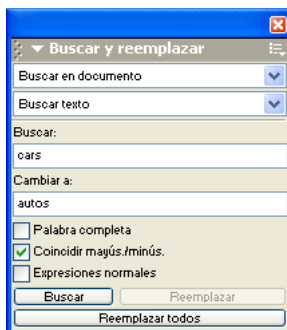 Buscar y reemplazar
Buscar en documento
Buscar texto
Buscar:
cars
Cambiar a:
autos
Palabra completa
Coincidir mayús./minús.
Expresiones normales
Buscar Reemplazar
Reemplazar todos